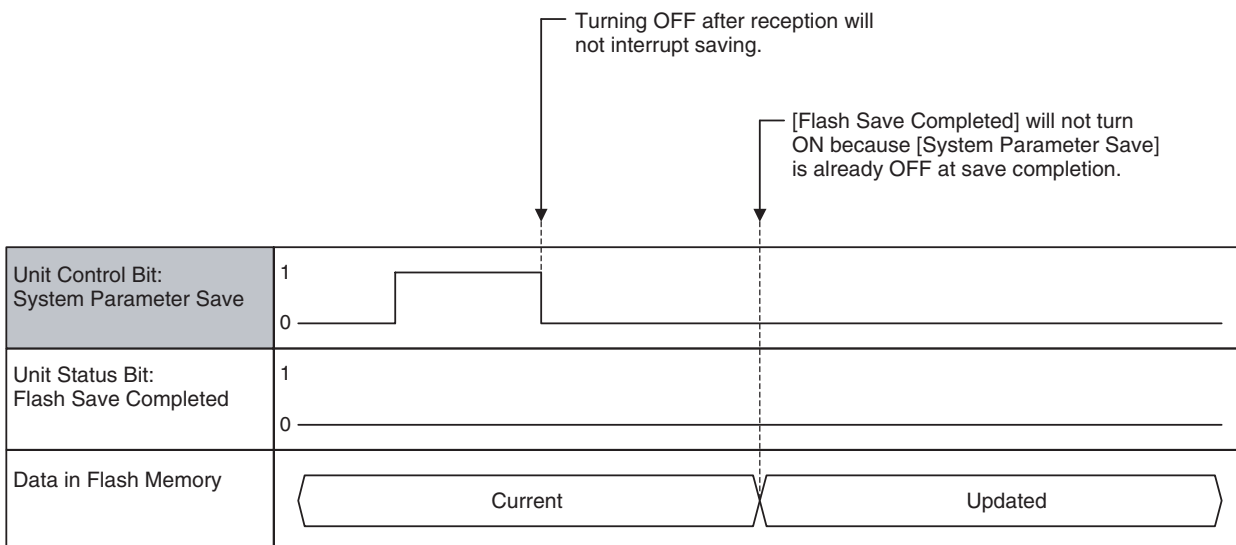 Turning OFF after reception will
not interrupt saving.
[Flash Save Completed] will not turn
ON because [System Parameter Save]
is already OFF at save completion.
Unit Control Bit:
System Parameter Save
1
0
Unit Status Bit:
Flash Save Completed
1
0
Data in Flash Memory
Current
Updated